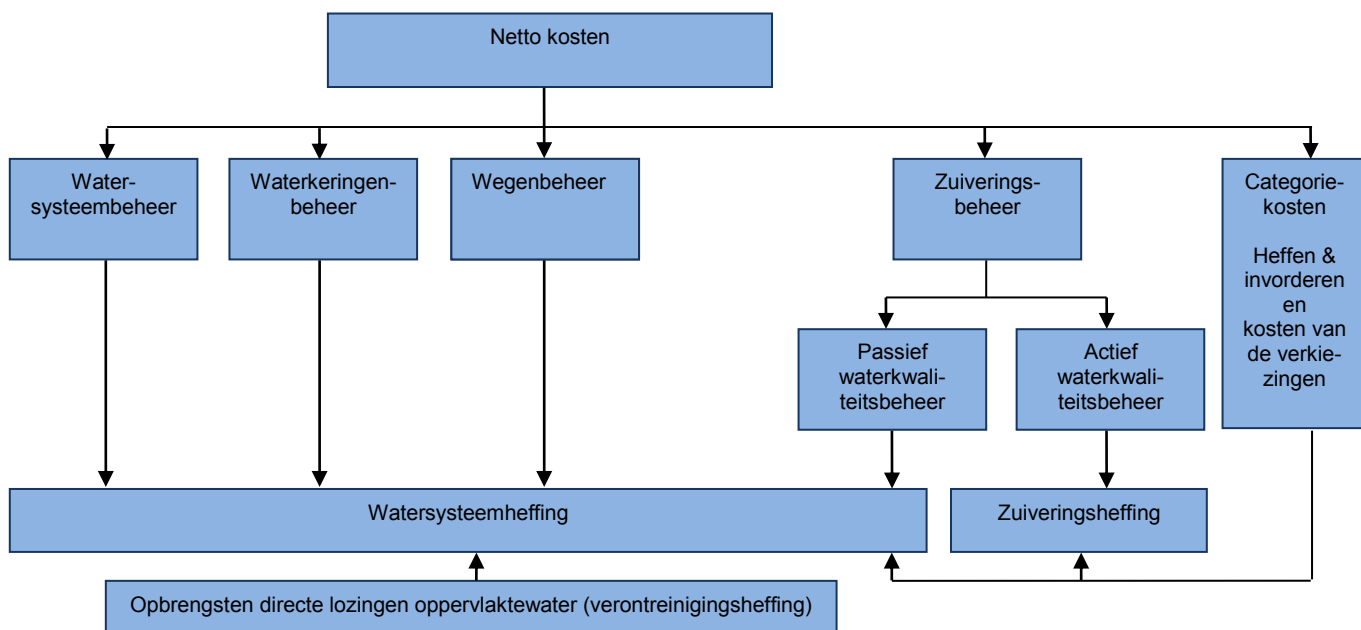 Netto kosten
Water-
systeembeheer
Waterkeringen-
beheer
Wegenbeheer
Zuiverings-
beheer
Categorie-
kosten
Heffen &
invorderen
en
kosten van
de verkie-
zingen
Passief
waterkwali-
teitsbeheer
Actief
waterkwali-
teitsbeheer
Watersysteemheffing
Zuiveringsheffing
Opbrengsten directe lozingen oppervlaktewater (verontreinigingsheffing)